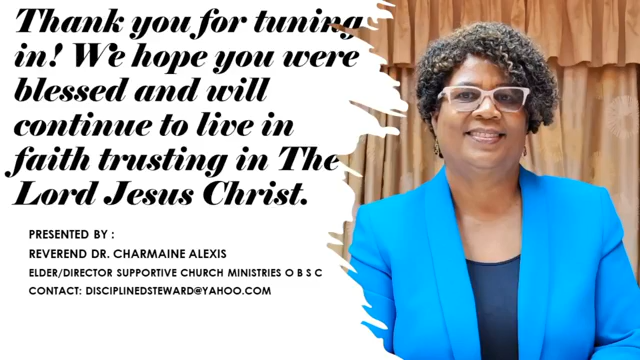 Thank you for tuning
in! We hope you were
blessed and will
continue to live in
faith trusting in The
Lord Jesus Christ.
PRESENTED BY :
REVEREND DR. CHARMAINE ALEXIS
ELDER/DIRECTOR SUPPORTIVE CHURCH MINISTRIES O B S C
CONTACT: DISCIPLINEDSTEWARD@YAHOO.COM